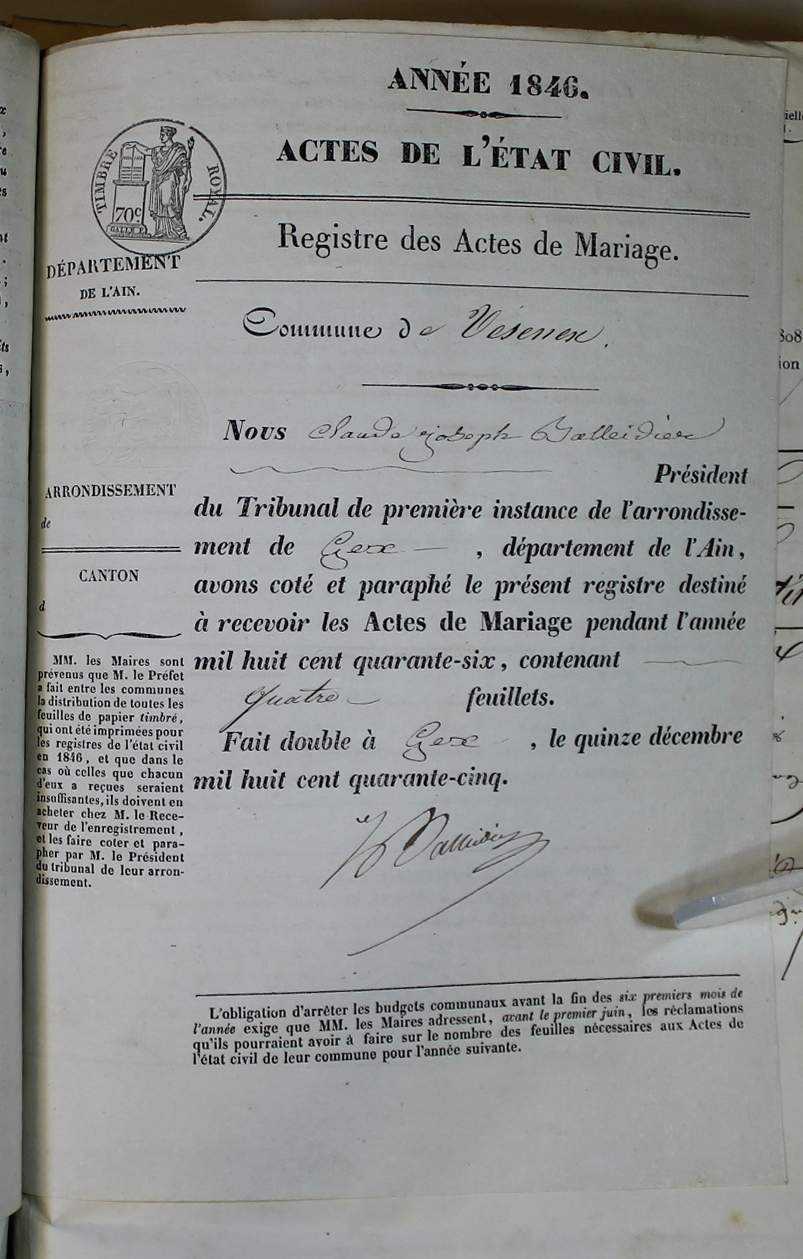 ANNÉE 1846.
ACTES DE L'ÉTAT CIVIL.
TIMBRE ROYAL.
70c
Registre des Actes de Mariage.
DÉPARTEMENT
DE L'AIN.
Commune de Vésenex.
Nous Claude Joseph Balleidier
Président
du Tribunal de première instance de l'arrondisse-
ment de Gex, département de l'Ain,
avons coté et paraphé le présent registre destiné
à recevoir les Actes de Mariage pendant l'année
mil huit cent quarante-six, contenant
quatre feuillets.
Fait double à Gex, le quinze décembre
mil huit cent quarante-cinq.
ARRONDISSEMENT
de
CANTON
d
MM. les Maires sont
prévenus que M. le Préfet
a fait entre les communes
la distribution de toutes les
feuilles de papier timbré,
qui ont été imprimées pour
les registres de l'état civil
en 1846, et que dans le
cas où celles que chacun
d'eux a reçues seraient
insuffisantes, ils doivent en
acheter chez M. le Rece-
veur de l'enregistrement,
et les faire coter et para-
pher par M. le Président
du tribunal de leur arron-
dissement.
L'obligation d'arrêter les budgets communaux avant la fin des six premiers mois de
l'année exige que MM. les Maires adressent, avant le premier juin, les réclamations
qu'ils pourraient avoir à faire sur le nombre des feuilles nécessaires aux Actes de
l'état civil de leur commune pour l'année suivante.